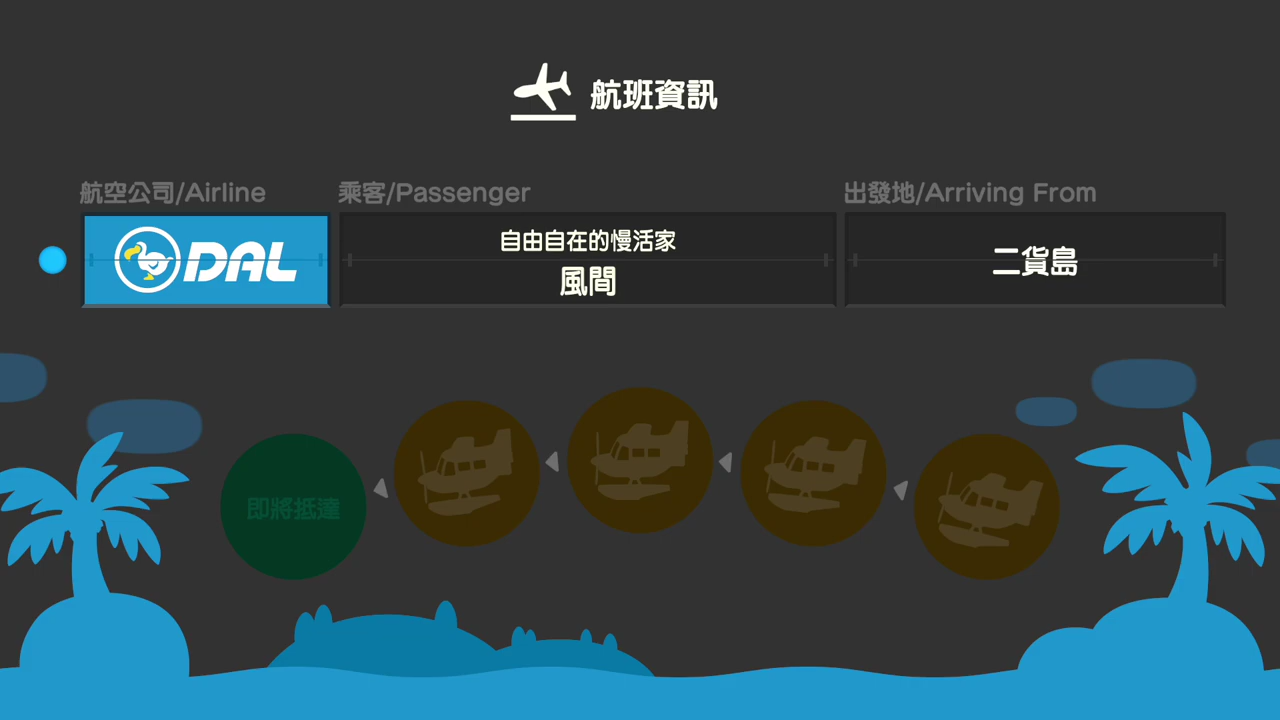 航班資訊
航空公司/Airline
乘客/Passenger
出發地/Arriving From
DAL
自由自在的慢活家
風間
二貨島
即將抵達